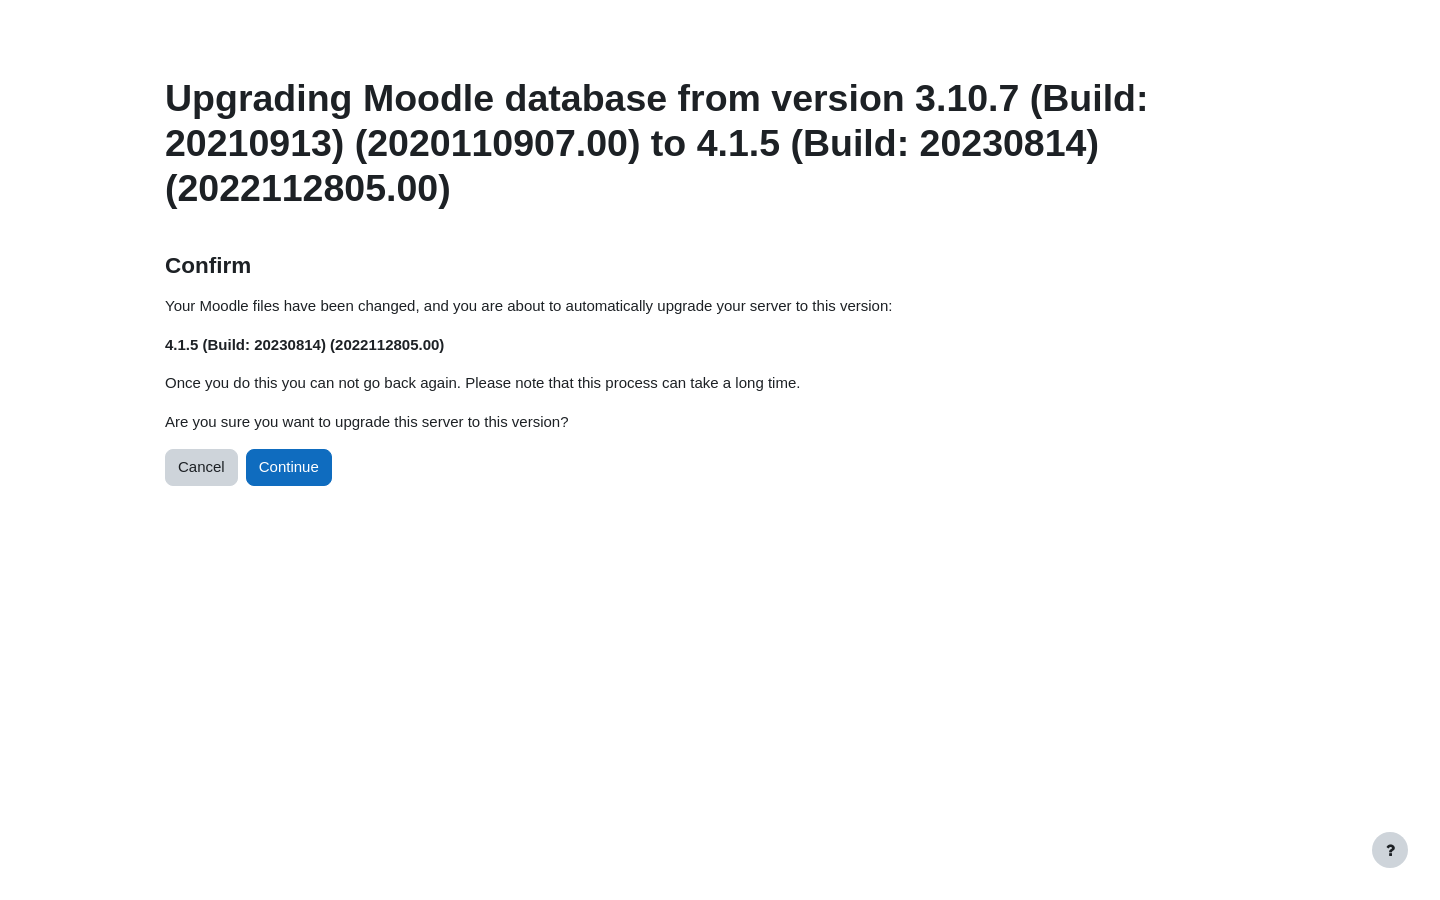 Upgrading Moodle database from version 3.10.7 (Build:
20210913) (2020110907.00) to 4.1.5 (Build: 20230814)
(2022112805.00)
Confirm
Your Moodle files have been changed, and you are about to automatically upgrade your server to this version:
4.1.5 (Build: 20230814) (2022112805.00)
Once you do this you can not go back again. Please note that this process can take a long time.
Are you sure you want to upgrade this server to this version?
Cancel Continue
?